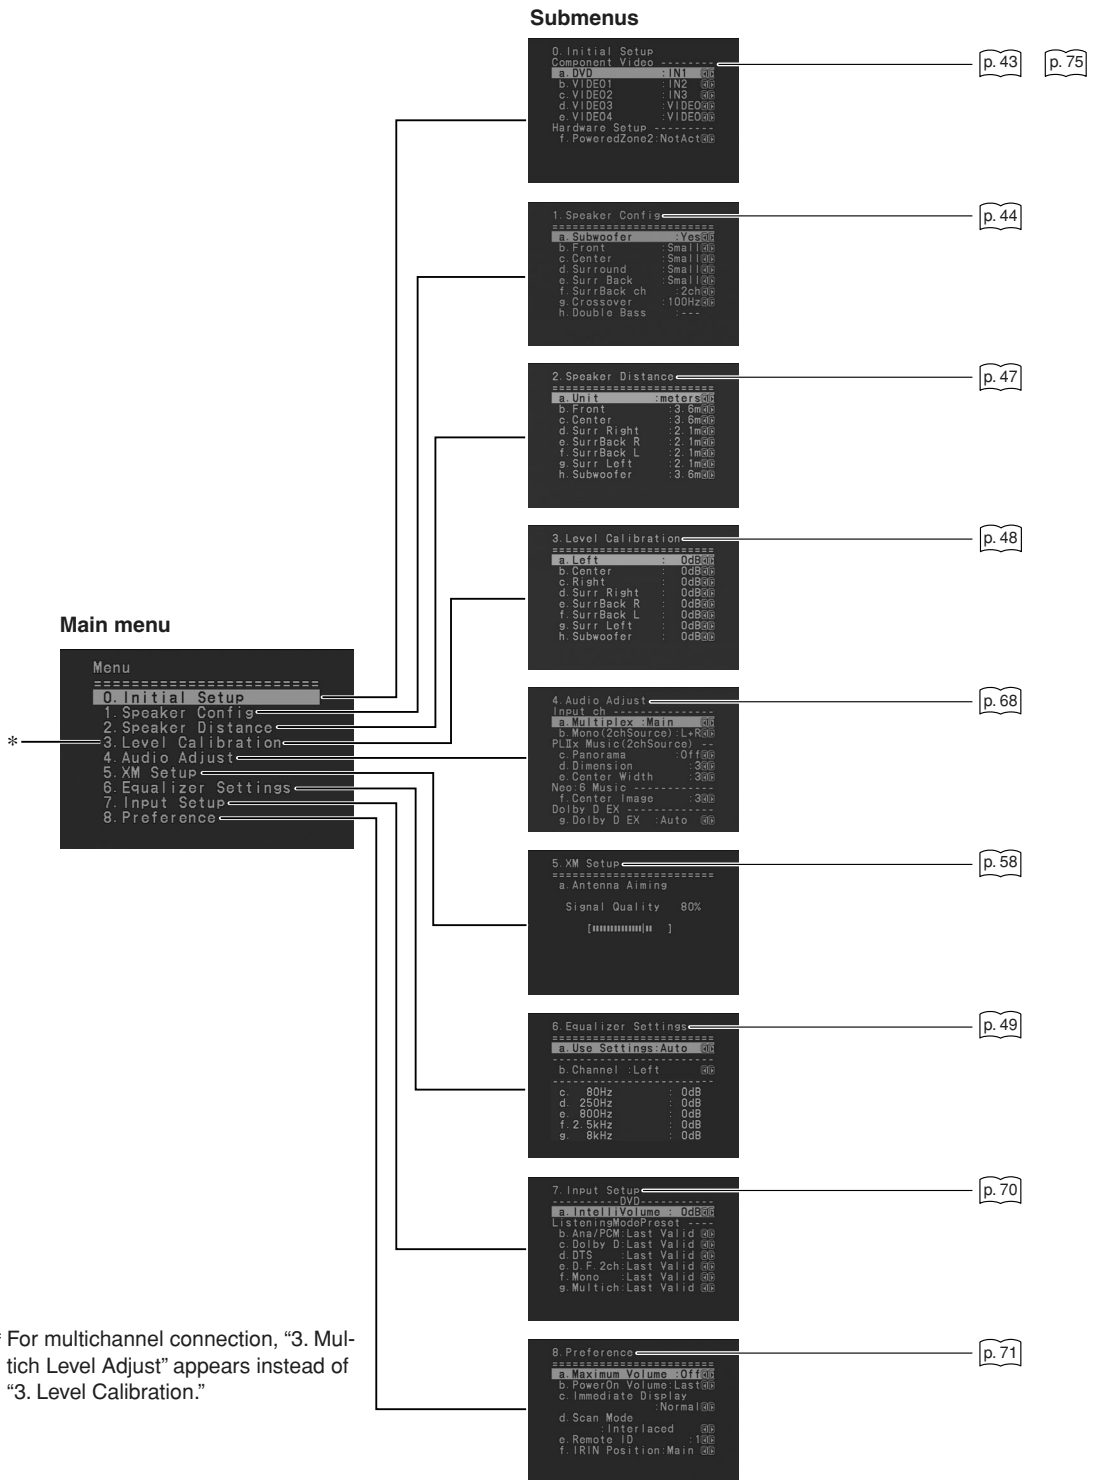 Submenus
0. Initial Setup
Component Video --------
a. DVD :IN1
b. VIDEO1 :IN2
c. VIDEO2 :IN3
d. VIDEO3 :VIDEO
e. VIDEO4 :VIDEO
Hardware Setup ---------
f. PoweredZone2:NotAct
p. 43 p. 75
1. Speaker Config
========================
a. Subwoofer :Yes
b. Front :Small
c. Center :Small
d. Surround :Small
e. Surr Back :Small
f. SurrBack ch :2ch
g. Crossover :100Hz
h. Double Bass :---
p. 44
2. Speaker Distance
========================
a. Unit :meters
b. Front :3.6m
c. Center :3.6m
d. Surr Right :2.1m
e. SurrBack R :2.1m
f. SurrBack L :2.1m
g. Surr Left :2.1m
h. Subwoofer :3.6m
p. 47
3. Level Calibration
========================
a. Left : 0dB
b. Center : 0dB
c. Right : 0dB
d. Surr Right : 0dB
e. SurrBack R : 0dB
f. SurrBack L : 0dB
g. Surr Left : 0dB
h. Subwoofer : 0dB
p. 48
Main menu
Menu
========================
0. Initial Setup
1. Speaker Config
2. Speaker Distance
* 3. Level Calibration
4. Audio Adjust
5. XM Setup
6. Equalizer Settings
7. Input Setup
8. Preference
4. Audio Adjust
Input ch ---------------
a. Multiplex :Main
b. Mono(2chSource):L+R
PLIIx Music(2chSource) --
c. Panorama :Off
d. Dimension :3
e. Center Width :3
Neo:6 Music ------------
f. Center Image :3
Dolby D EX -------------
g. Dolby D EX :Auto
p. 68
5. XM Setup
========================
a. Antenna Aiming
Signal Quality 80%
p. 58
6. Equalizer Settings
========================
a. Use Settings:Auto
------------------------
b. Channel :Left
------------------------
c. 80Hz : 0dB
d. 250Hz : 0dB
e. 800Hz : 0dB
f. 2.5kHz : 0dB
g. 8kHz : 0dB
p. 49
7. Input Setup
----------DVD-----------
a. IntelliVolume : 0dB
ListeningModePreset ----
b. Ana/PCM:Last Valid
c. Dolby D:Last Valid
d. DTS :Last Valid
e. D.F. 2ch:Last Valid
f. Mono :Last Valid
g. Multich:Last Valid
p. 70
8. Preference
========================
a. Maximum Volume :Off
b. PowerOn Volume:Last
c. Immediate Display
:Normal
d. Scan Mode
:Interlaced
e. Remote ID :1
f. IRIN Position:Main
p. 71
* For multichannel connection, “3. Mul-
tich Level Adjust” appears instead of
“3. Level Calibration.”